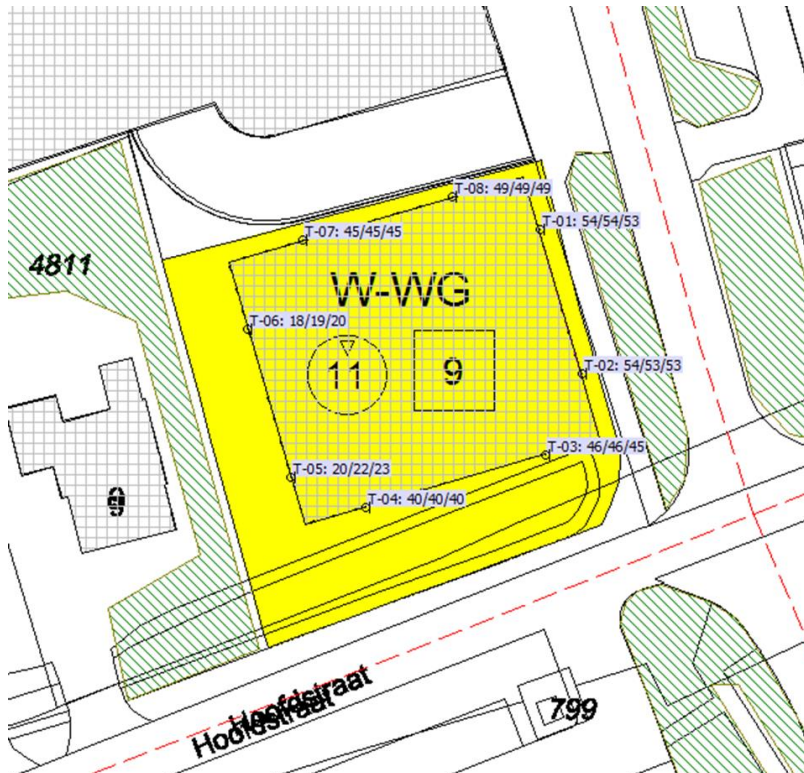 T-08: 49/49/49
T-01: 54/54/53
T-07: 45/45/45
4811
W-WG
T-06: 18/19/20
11
9
T-02: 54/53/53
T-03: 46/46/45
T-05: 20/22/23
T-04: 40/40/40
Hoofdstraat
Hoofdstraat
799